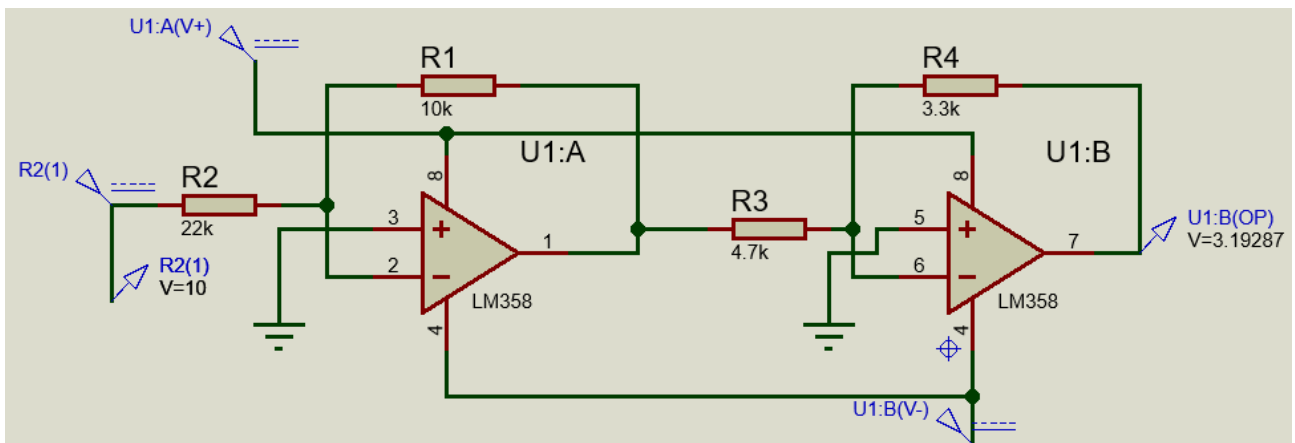 U1:A(V+)
R1
10k
R4
3.3k
U1:A
U1:B
R2(1)
R2
22k
8
3
2
1
4
LM358
R3
4.7k
8
5
6
7
4
LM358
U1:B(OP)
V=3.19287
R2(1)
V=10
U1:B(V-)